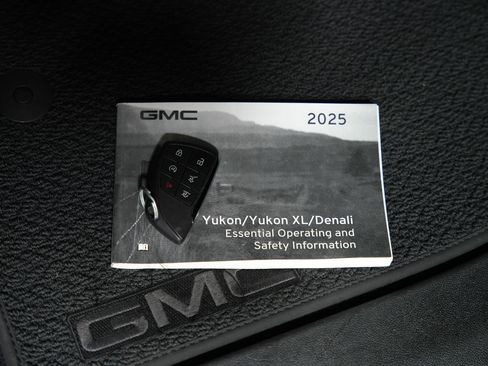 GMC 2025
Yukon/Yukon XL/Denali
Essential Operating and
Safety Information
GMC